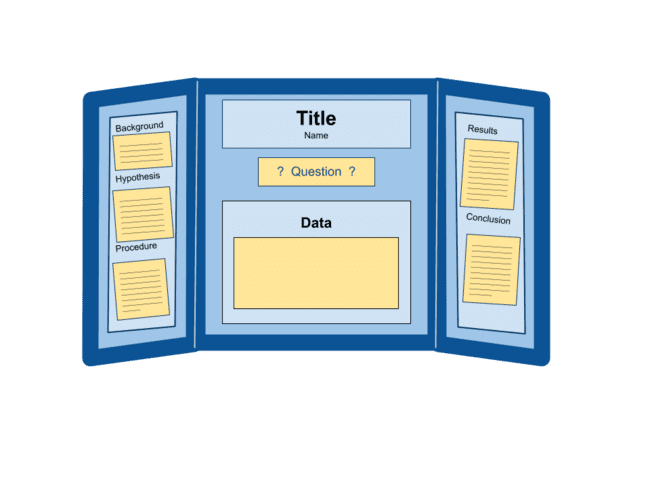 Background
Hypothesis
Procedure
Title
Name
? Question ?
Data
Results
Conclusion